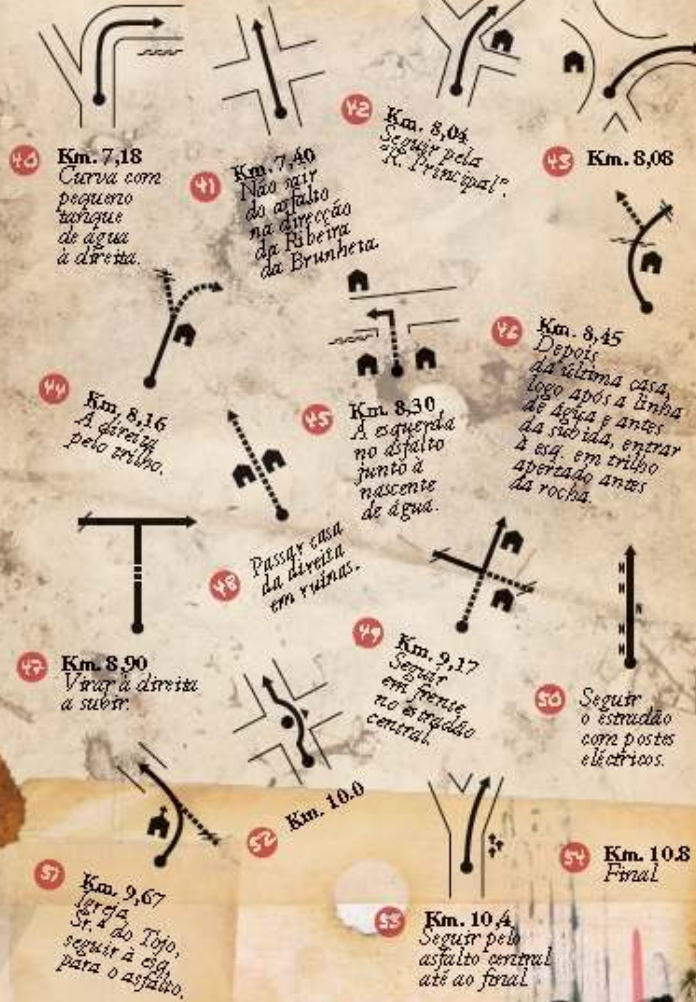 40 Km. 7,18
Curva com
pequeno
tanque
de água
à direita.
41 Km. 7,40
Não sair
do asfalto
na direcção
da Ribeira
da Brunheta.
42 Km. 8,04
Seguir pela
"R. Principal".
43 Km. 8,08
44 Km. 8,16
À direita
pelo trilho.
45 Km. 8,30
À esquerda
no asfalto
junto à
nascente
de água.
46 Km. 8,45
Depois
da última casa,
logo após a linha
de água e antes
da subida, entrar
à esq. em trilho
apertado antes
da rocha.
47 Km. 8,90
Virar à direita
a subir.
48 Passar casa
da direita
em ruínas.
49 Km. 9,17
Seguir
em frente
no estradão
central.
50 Seguir
o estradão
com postes
eléctricos.
51 Km. 9,67
Igreja
Sr.ª do Tojo,
seguir à esq.
para o asfalto.
52 Km. 10.0
53 Km. 10,4
Seguir pelo
asfalto central
até ao final.
54 Km. 10.8
Final